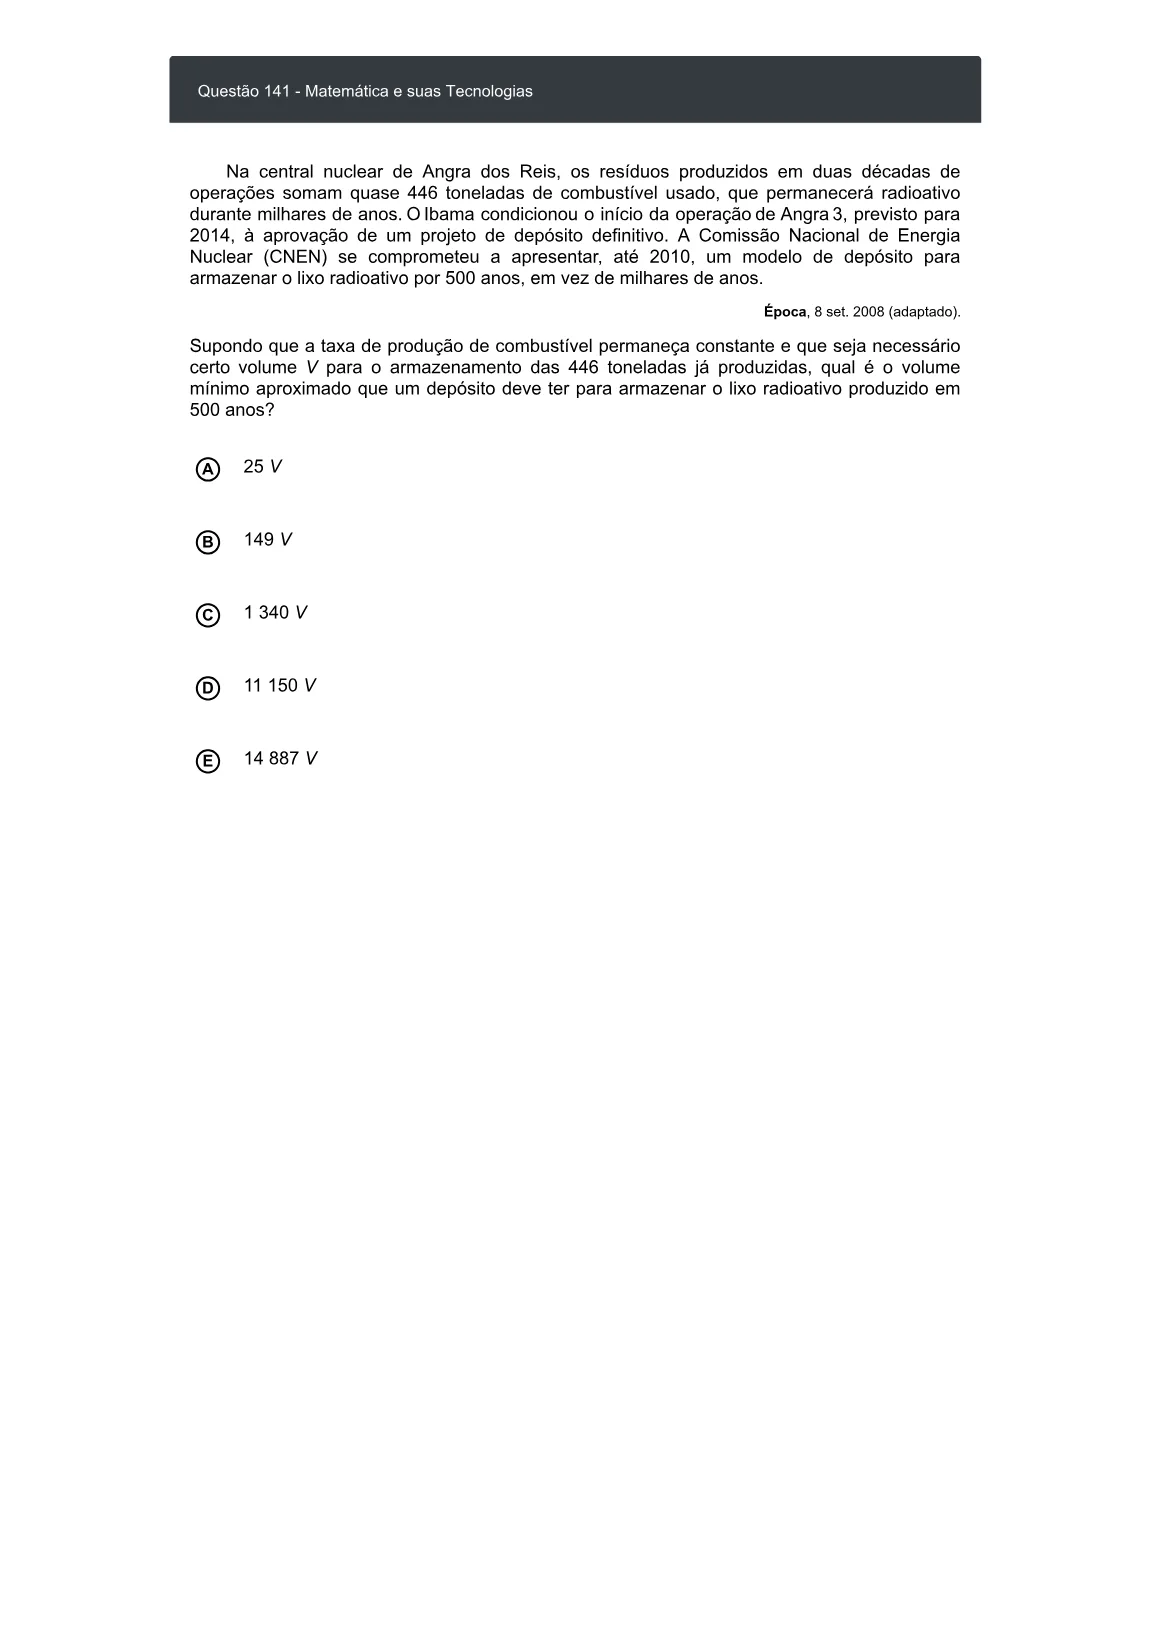 Questão 141 - Matemática e suas Tecnologias
Na central nuclear de Angra dos Reis, os resíduos produzidos em duas décadas de
operações somam quase 446 toneladas de combustível usado, que permanecerá radioativo
durante milhares de anos. O Ibama condicionou o início da operação de Angra 3, previsto para
2014, à aprovação de um projeto de depósito definitivo. A Comissão Nacional de Energia
Nuclear (CNEN) se comprometeu a apresentar, até 2010, um modelo de depósito para
armazenar o lixo radioativo por 500 anos, em vez de milhares de anos.
Época, 8 set. 2008 (adaptado).
Supondo que a taxa de produção de combustível permaneça constante e que seja necessário
certo volume V para o armazenamento das 446 toneladas já produzidas, qual é o volume
mínimo aproximado que um depósito deve ter para armazenar o lixo radioativo produzido em
500 anos?
A 25 V
B 149 V
C 1 340 V
D 11 150 V
E 14 887 V